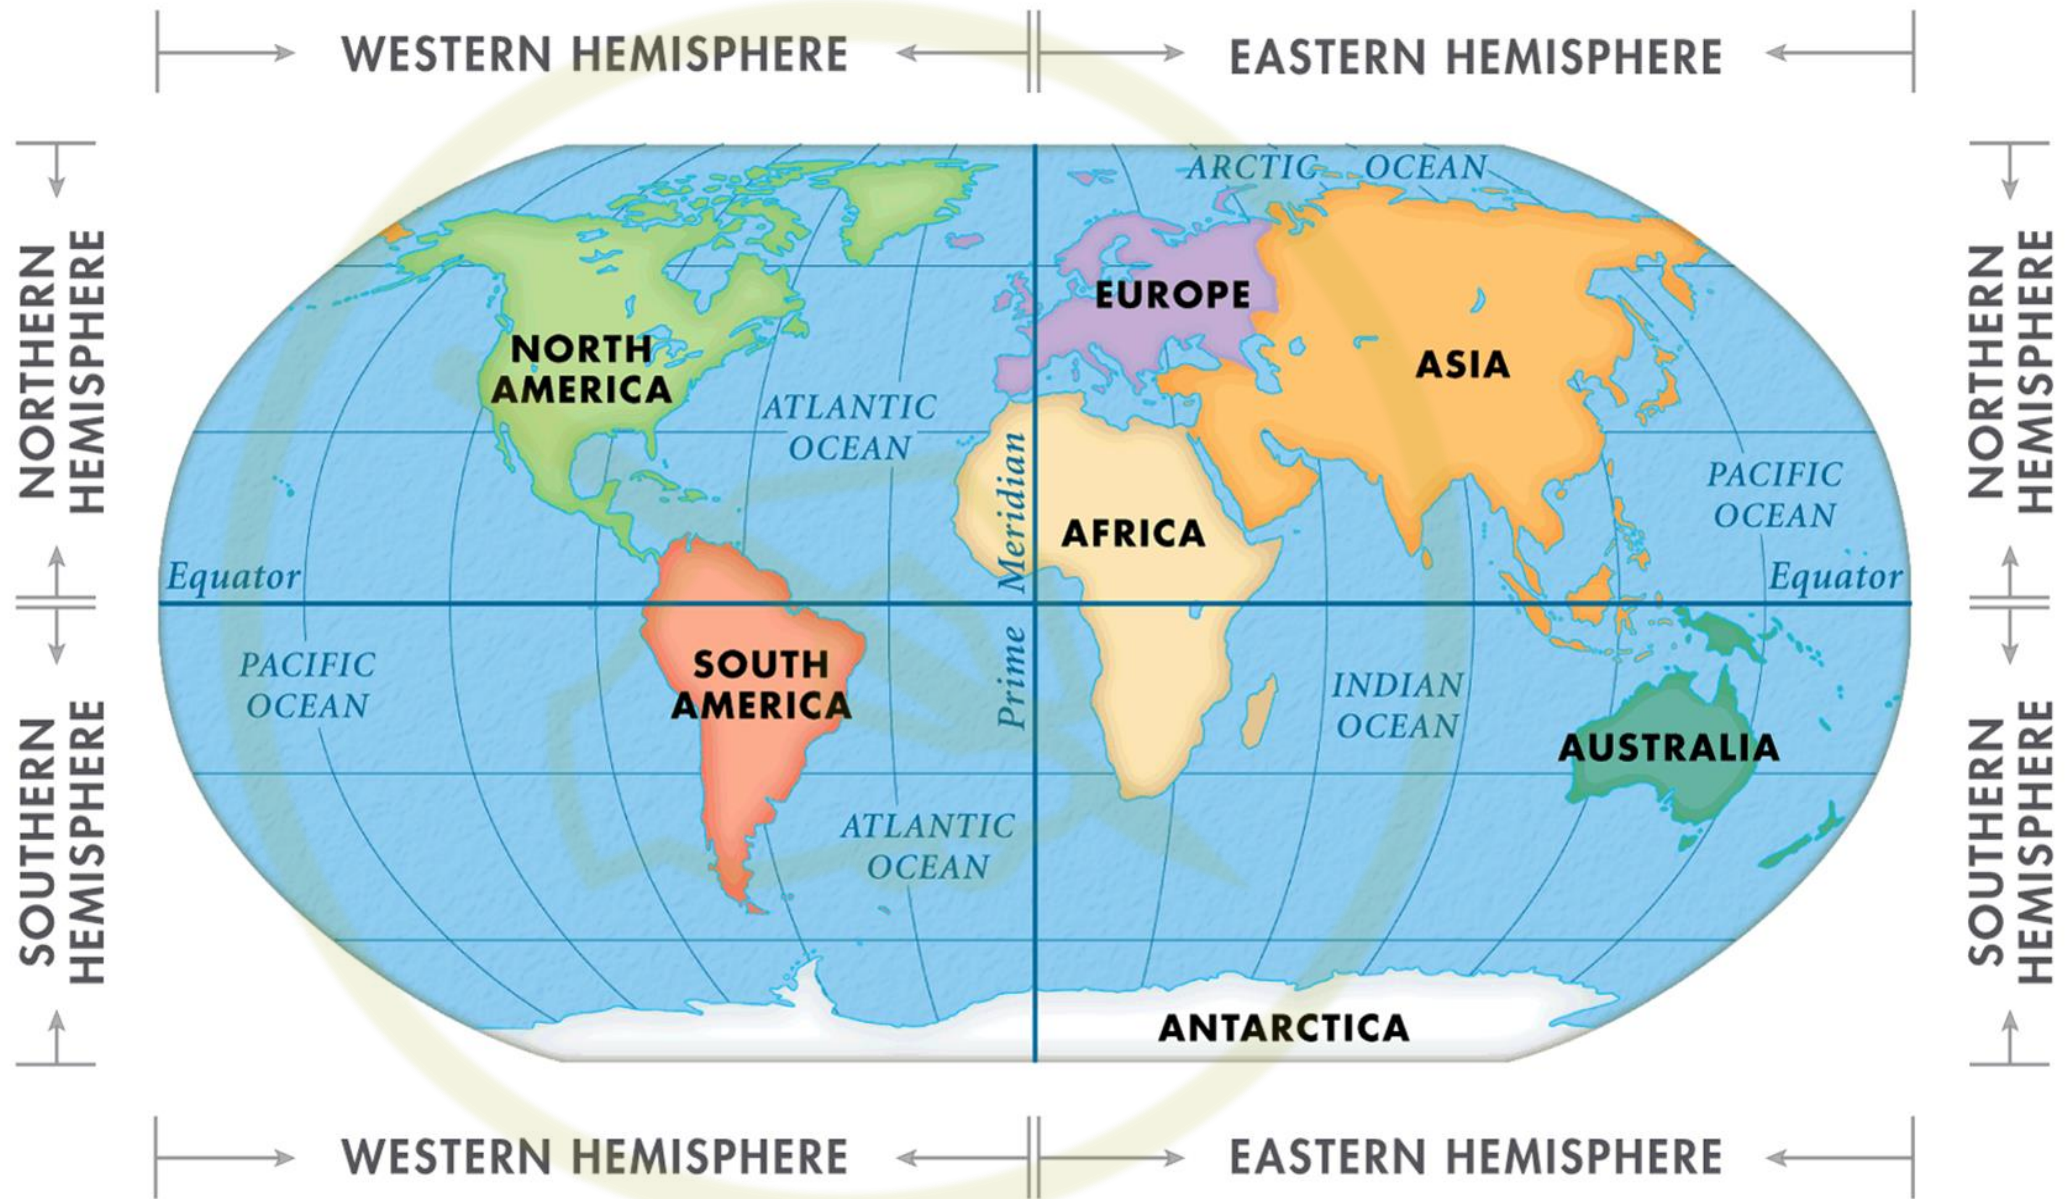 WESTERN HEMISPHERE
EASTERN HEMISPHERE
NORTHERN
HEMISPHERE
NORTHERN
HEMISPHERE
ARCTIC OCEAN
EUROPE
NORTH
AMERICA
ASIA
ATLANTIC
OCEAN
PACIFIC
OCEAN
AFRICA
Prime Meridian
Equator
Equator
SOUTH
AMERICA
PACIFIC
OCEAN
INDIAN
OCEAN
AUSTRALIA
ATLANTIC
OCEAN
ANTARCTICA
SOUTHERN
HEMISPHERE
SOUTHERN
HEMISPHERE
WESTERN HEMISPHERE
EASTERN HEMISPHERE